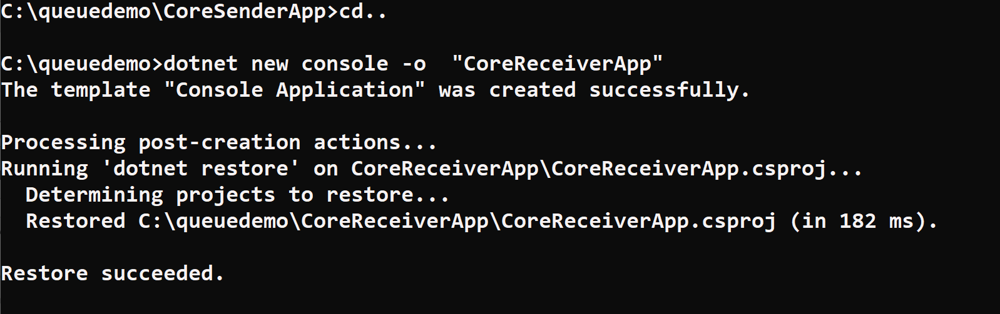 C:\queuedemo\CoreSenderApp>cd..
C:\queuedemo>dotnet new console -o  "CoreReceiverApp"
The template "Console Application" was created successfully.
Processing post-creation actions...
Running 'dotnet restore' on CoreReceiverApp\CoreReceiverApp.csproj...
  Determining projects to restore...
  Restored C:\queuedemo\CoreReceiverApp\CoreReceiverApp.csproj (in 182 ms).
Restore succeeded.